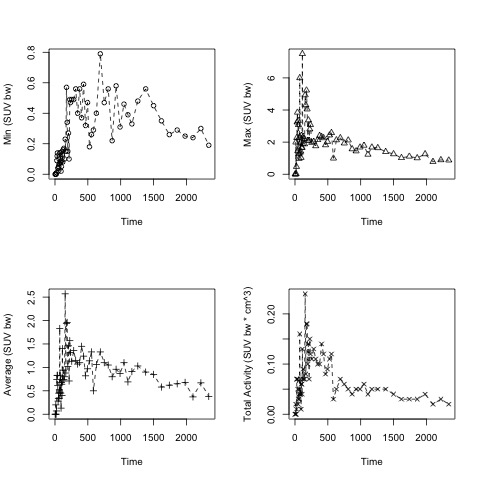 Min (SUV bw)
0.0 0.2 0.4 0.6 0.8
0 500 1000 1500 2000
Time
Max (SUV bw)
0 2 4 6
0 500 1000 1500 2000
Time
Average (SUV bw)
0.0 0.5 1.0 1.5 2.0 2.5
0 500 1000 1500 2000
Time
Total Activity (SUV bw * cm^3)
0.00 0.10 0.20
0 500 1000 1500 2000
Time